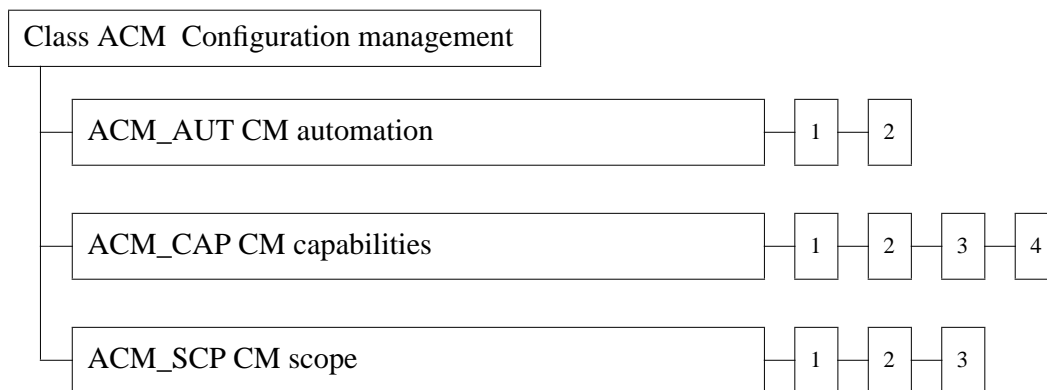 Class ACM  Configuration management
ACM_AUT CM automation 1 2
ACM_CAP CM capabilities 1 2 3 4
ACM_SCP CM scope 1 2 3